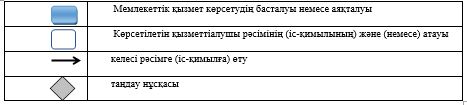 Мемлекеттік қызмет көрсетудің басталуы немесе аяқталуы
Көрсетілетін қызметтіалушы рәсімінің (іс-қимылының) және (немесе) атауы
келесі рәсімге (іс-қимылға) өту
таңдау нұсқасы